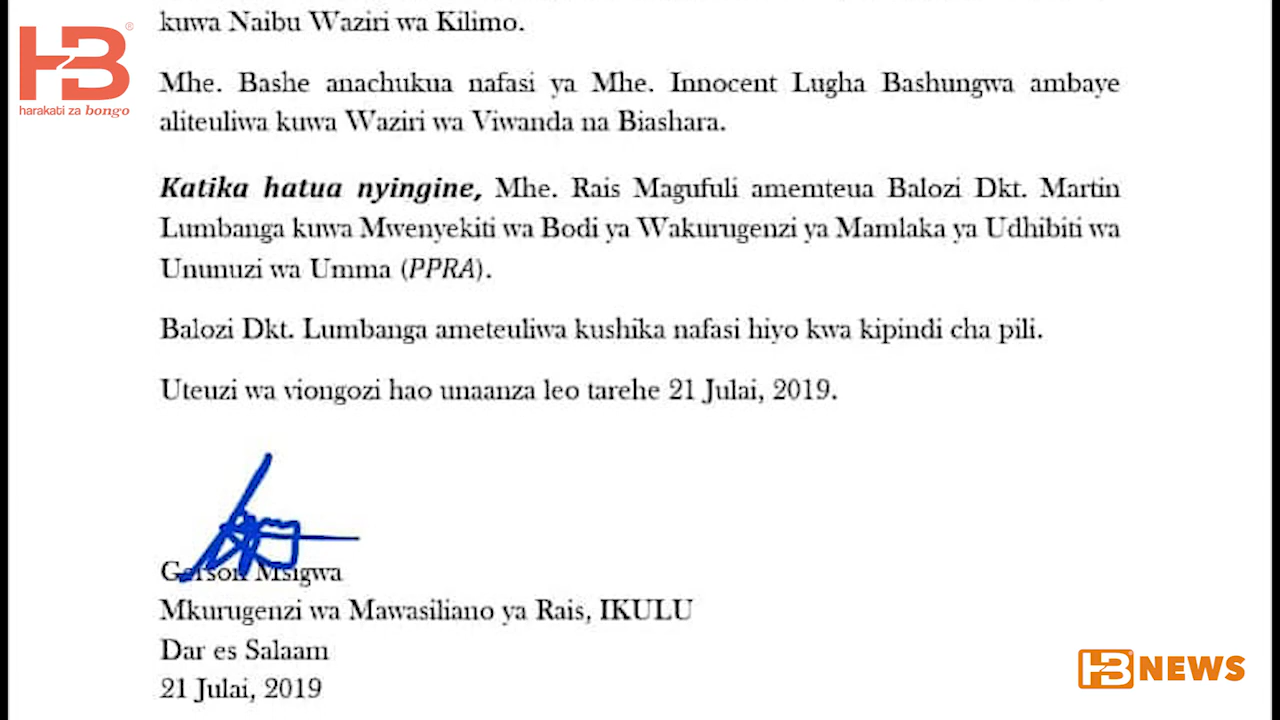 HB®
harakati za bongo
kuwa Naibu Waziri wa Kilimo.
Mhe. Bashe anachukua nafasi ya Mhe. Innocent Lugha Bashungwa ambaye
aliteuliwa kuwa Waziri wa Viwanda na Biashara.
Katika hatua nyingine, Mhe. Rais Magufuli amemteua Balozi Dkt. Martin
Lumbanga kuwa Mwenyekiti wa Bodi ya Wakurugenzi ya Mamlaka ya Udhibiti wa
Ununuzi wa Umma (PPRA).
Balozi Dkt. Lumbanga ameteuliwa kushika nafasi hiyo kwa kipindi cha pili.
Uteuzi wa viongozi hao unaanza leo tarehe 21 Julai, 2019.
Gerson Msigwa
Mkurugenzi wa Mawasiliano ya Rais, IKULU
Dar es Salaam
21 Julai, 2019
HB NEWS